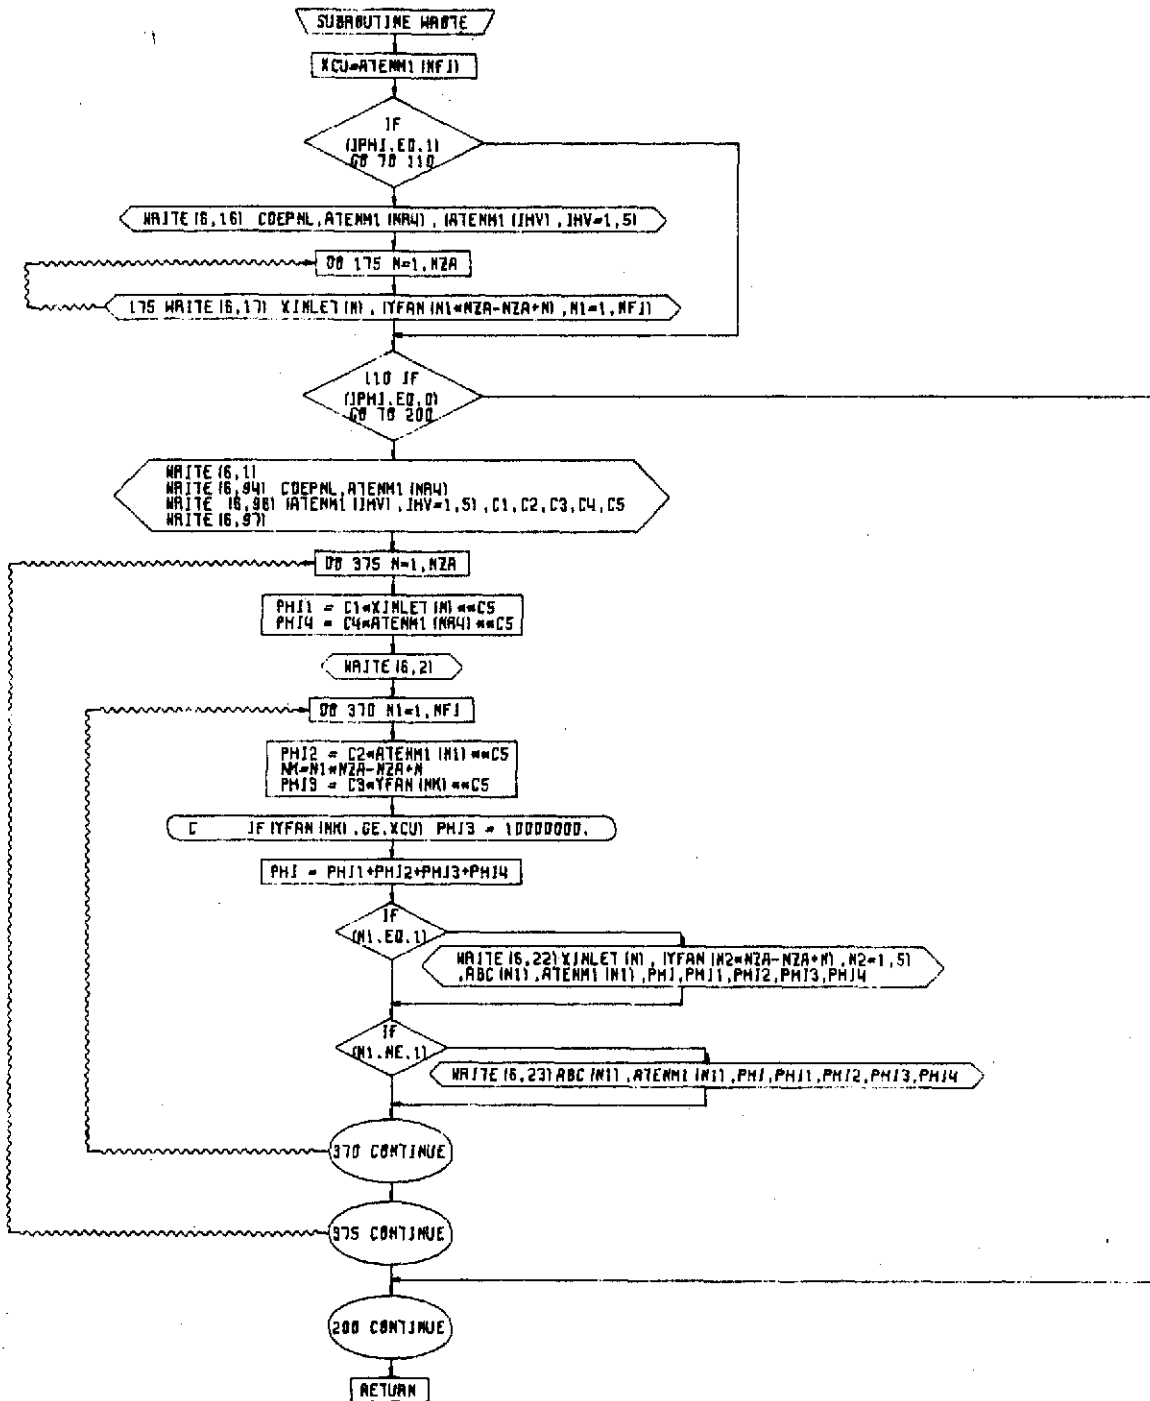 SUBROUTINE WROTE
XCU=ATENM1(NFJ)
IF
(IPHI.EQ.1)
GO TO 110
WRITE(6,16) COEPNL,ATENM1(NR4),(ATENM1(IHV),IHV=1,5)
DO 175 N=1,NZA
175 WRITE(6,17) XINLET(N),(YFAN(N1*NZA-NZA+N),N1=1,NFJ)
110 IF
(IPHI.EQ.0)
GO TO 200
WRITE(6,1)
WRITE(6,94) COEPNL,ATENM1(NR4)
WRITE (6,96)(ATENM1(IHV),IHV=1,5),C1,C2,C3,C4,C5
WRITE(6,97)
DO 375 N=1,NZA
PHI1 = C1*XINLET(N)**C5
PHI4 = C4*ATENM1(NR4)**C5
WRITE(6,2)
DO 370 N1=1,NFJ
PHI2 = C2*ATENM1(N1)**C5
NK=N1*NZA-NZA+N
PHI3 = C3*YFAN(NK)**C5
C IF(YFAN(NK).GE.XCU) PHI3 = 10000000.
PHI = PHI1+PHI2+PHI3+PHI4
IF
(N1.EQ.1)
WRITE(6,22)XINLET(N),(YFAN(N2*NZA-NZA+N),N2=1,5)
,ABC(N1),ATENM1(N1),PHI,PHI1,PHI2,PHI3,PHI4
IF
(N1.NE.1)
WRITE(6,23)ABC(N1),ATENM1(N1),PHI,PHI1,PHI2,PHI3,PHI4
370 CONTINUE
375 CONTINUE
200 CONTINUE
RETURN